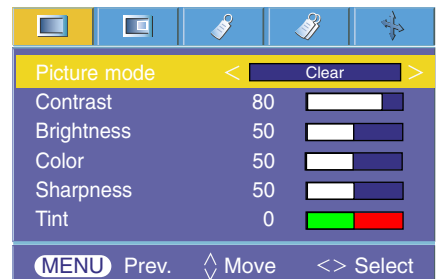 Picture mode < Clear >
Contrast 80
Brightness 50
Color 50
Sharpness 50
Tint 0
MENU Prev. Move <> Select